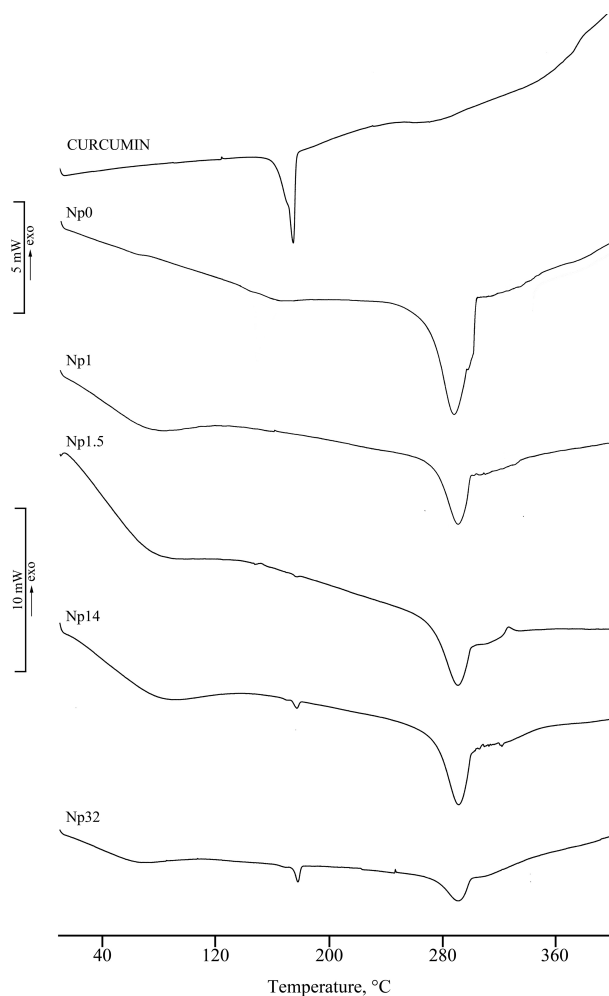 CURCUMIN
Np0
5 mW
exo
Np1
Np1.5
10 mW
exo
Np14
Np32
40 120 200 280 360
Temperature, °C